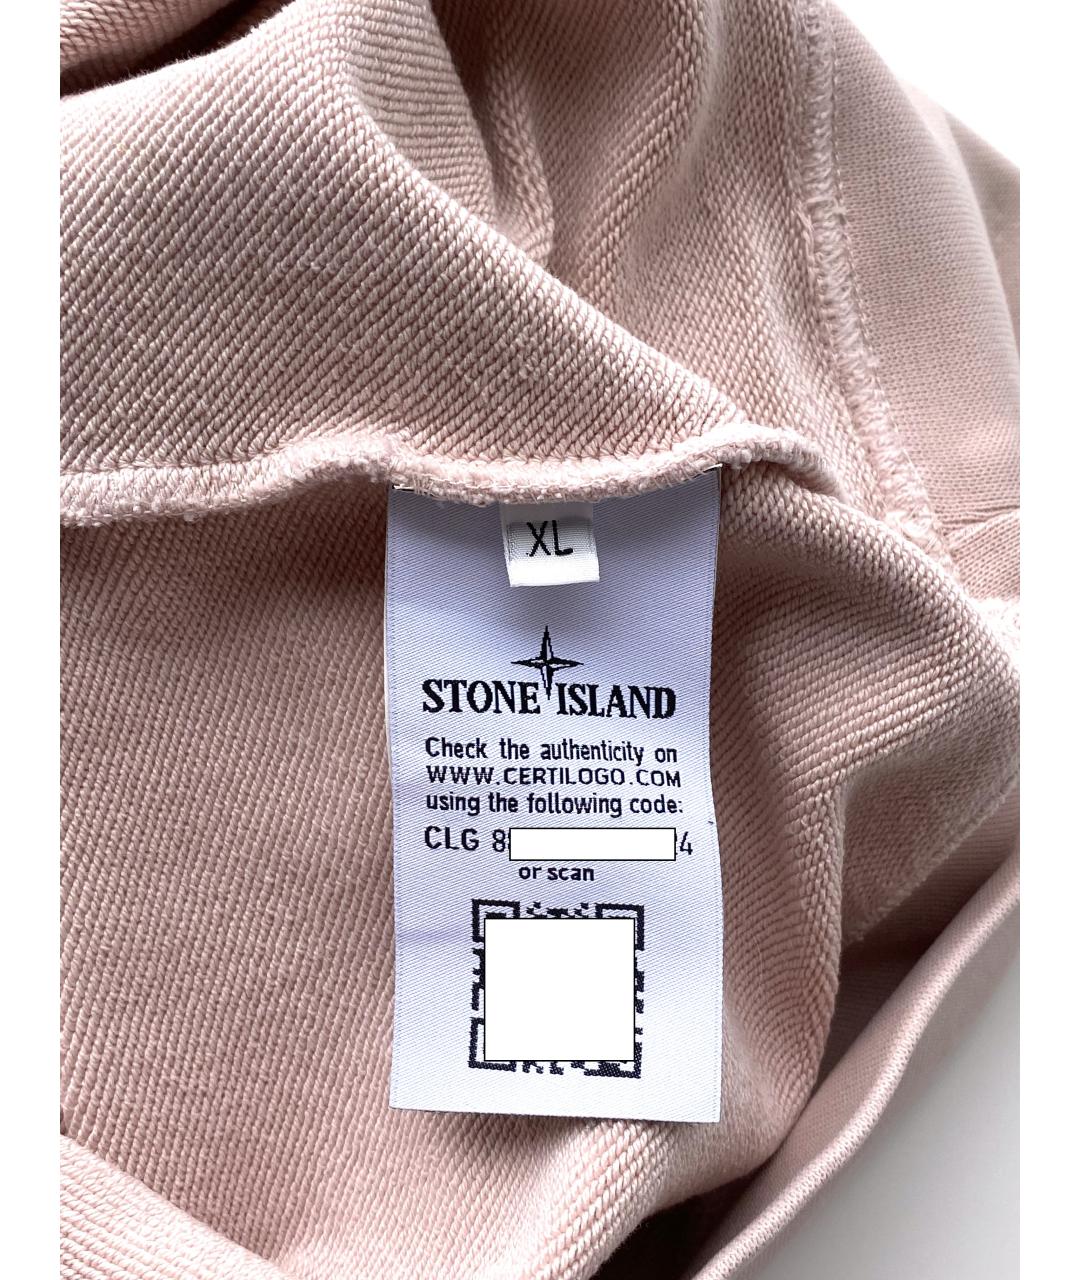 XL
STONE ISLAND
Check the authenticity on
WWW.CERTILOGO.COM
using the following code:
CLG 8 4
or scan